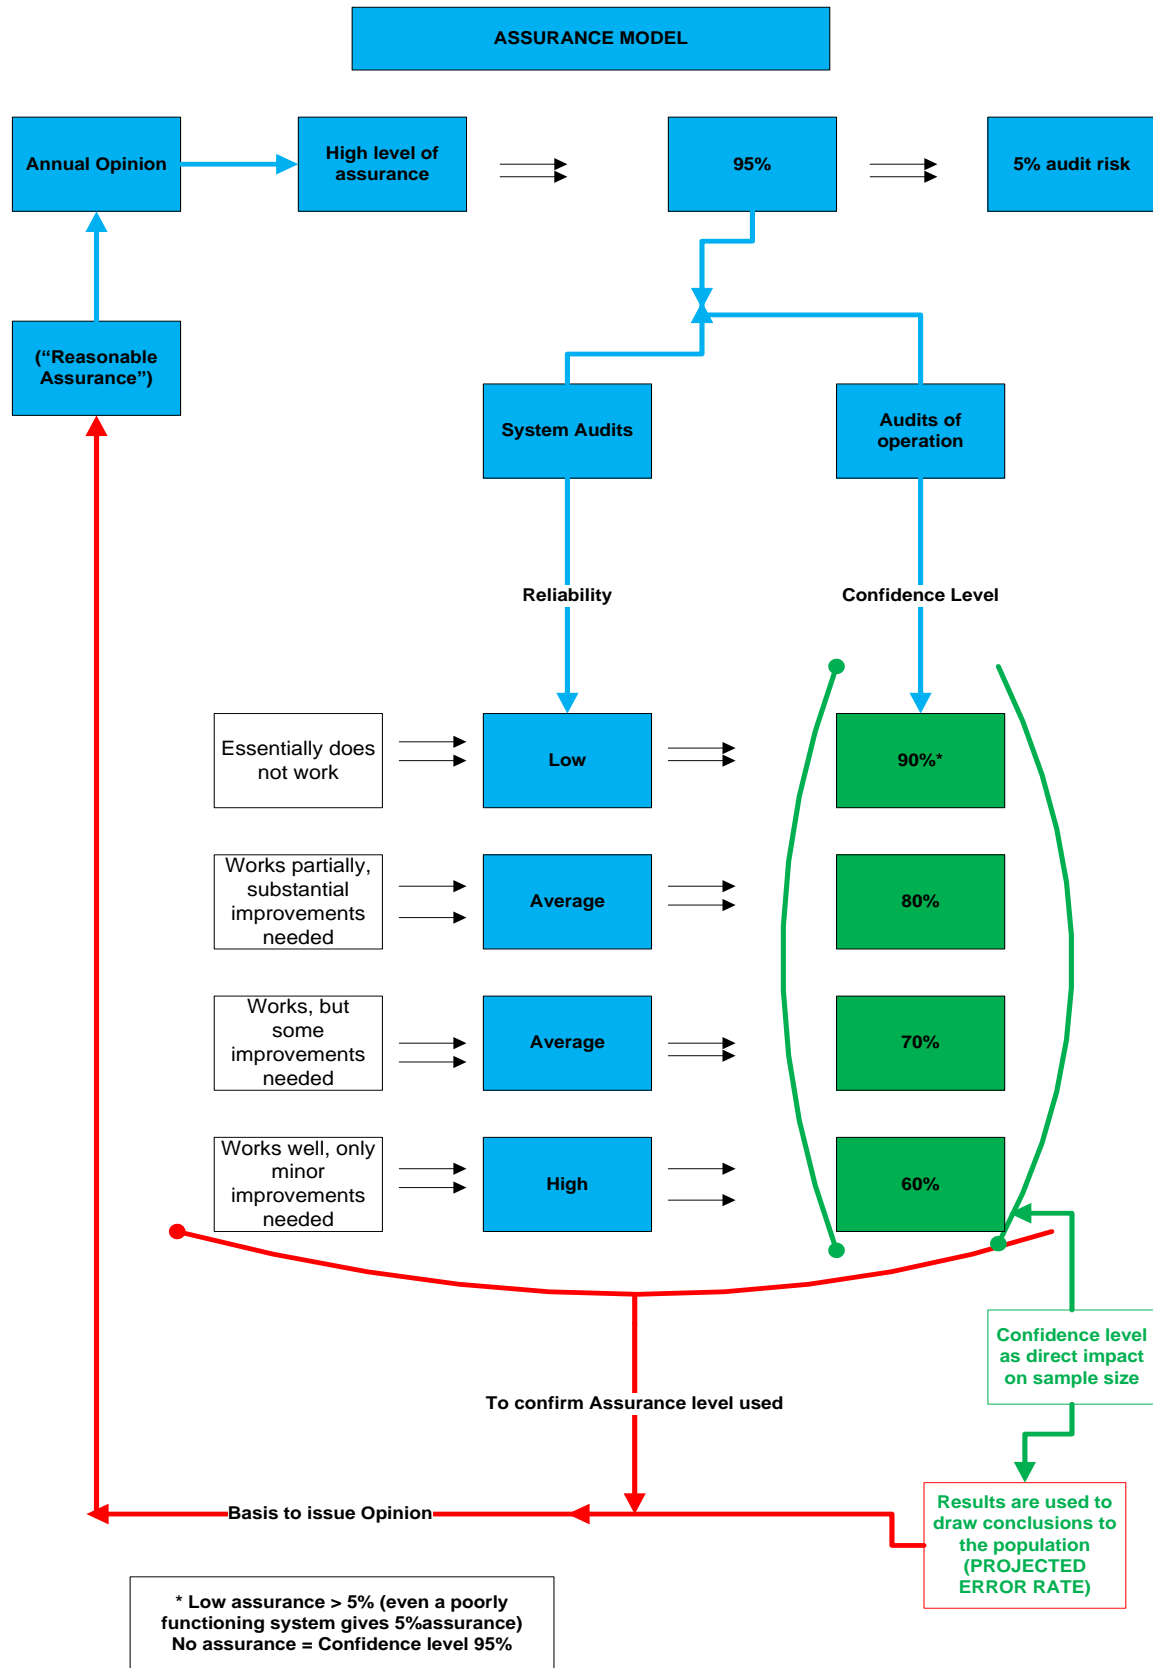 ASSURANCE MODEL
Annual Opinion
High level of
assurance
95%
5% audit risk
(“Reasonable
Assurance”)
System Audits
Audits of
operation
Reliability
Confidence Level
Essentially does
not work
Low
90%*
Works partially,
substantial
improvements
needed
Average
80%
Works, but
some
improvements
needed
Average
70%
Works well, only
minor
improvements
needed
High
60%
Confidence level
as direct impact
on sample size
To confirm Assurance level used
Basis to issue Opinion
Results are used to
draw conclusions to
the population
(PROJECTED
ERROR RATE)
* Low assurance > 5% (even a poorly
functioning system gives 5%assurance)
No assurance = Confidence level 95%